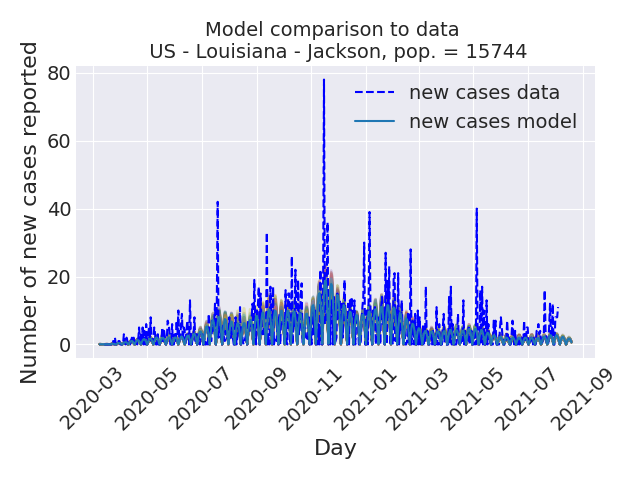 Model comparison to data
US - Louisiana - Jackson, pop. = 15744
new cases data
new cases model
Number of new cases reported
80
60
40
20
0
2020-03
2020-05
2020-07
2020-09
2020-11
2021-01
2021-03
2021-05
2021-07
2021-09
Day